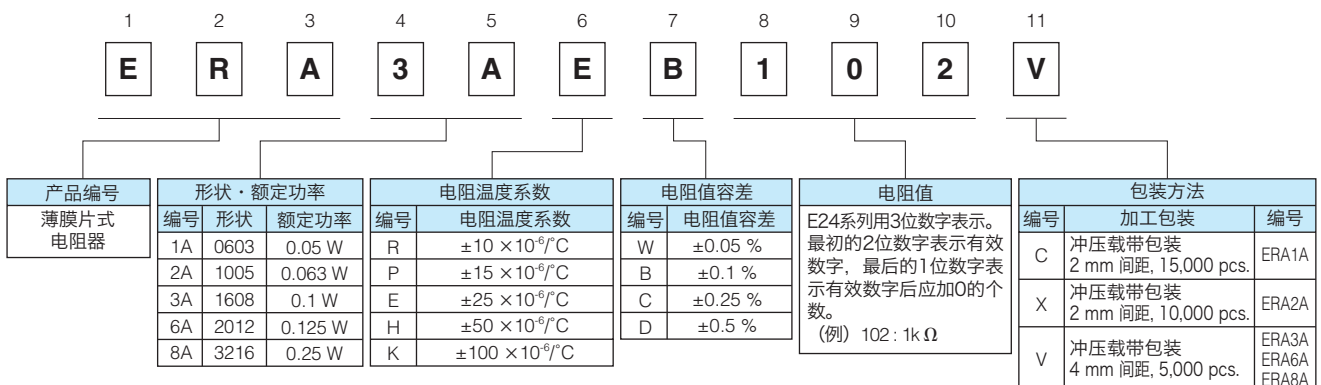 1 2 3 4 5 6 7 8 9 10 11
E R A 3 A E B 1 0 2 V
产品编号
薄膜片式
电阻器
形状・额定功率
编号 形状 额定功率
1A 0603 0.05 W
2A 1005 0.063 W
3A 1608 0.1 W
6A 2012 0.125 W
8A 3216 0.25 W
电阻温度系数
编号 电阻温度系数
R ±10 ×10⁻⁶/°C
P ±15 ×10⁻⁶/°C
E ±25 ×10⁻⁶/°C
H ±50 ×10⁻⁶/°C
K ±100 ×10⁻⁶/°C
电阻值容差
编号 电阻值容差
W ±0.05 %
B ±0.1 %
C ±0.25 %
D ±0.5 %
电阻值
E24系列用3位数字表示。
最初的2位数字表示有效
数字，最后的1位数字表
示有效数字后应加0的个
数。
（例）102 : 1k Ω
包装方法
编号 加工包装 编号
C 冲压载带包装 ERA1A
2 mm 间距, 15,000 pcs.
X 冲压载带包装 ERA2A
2 mm 间距, 10,000 pcs.
V 冲压载带包装 ERA3A
4 mm 间距, 5,000 pcs. ERA6A
ERA8A